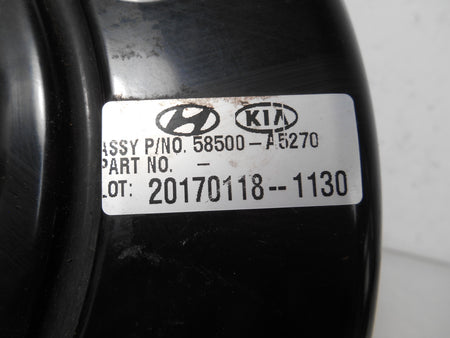 KIA
ASSY P/NO. 58500-A5270
PART NO. -
LOT: 20170118--1130